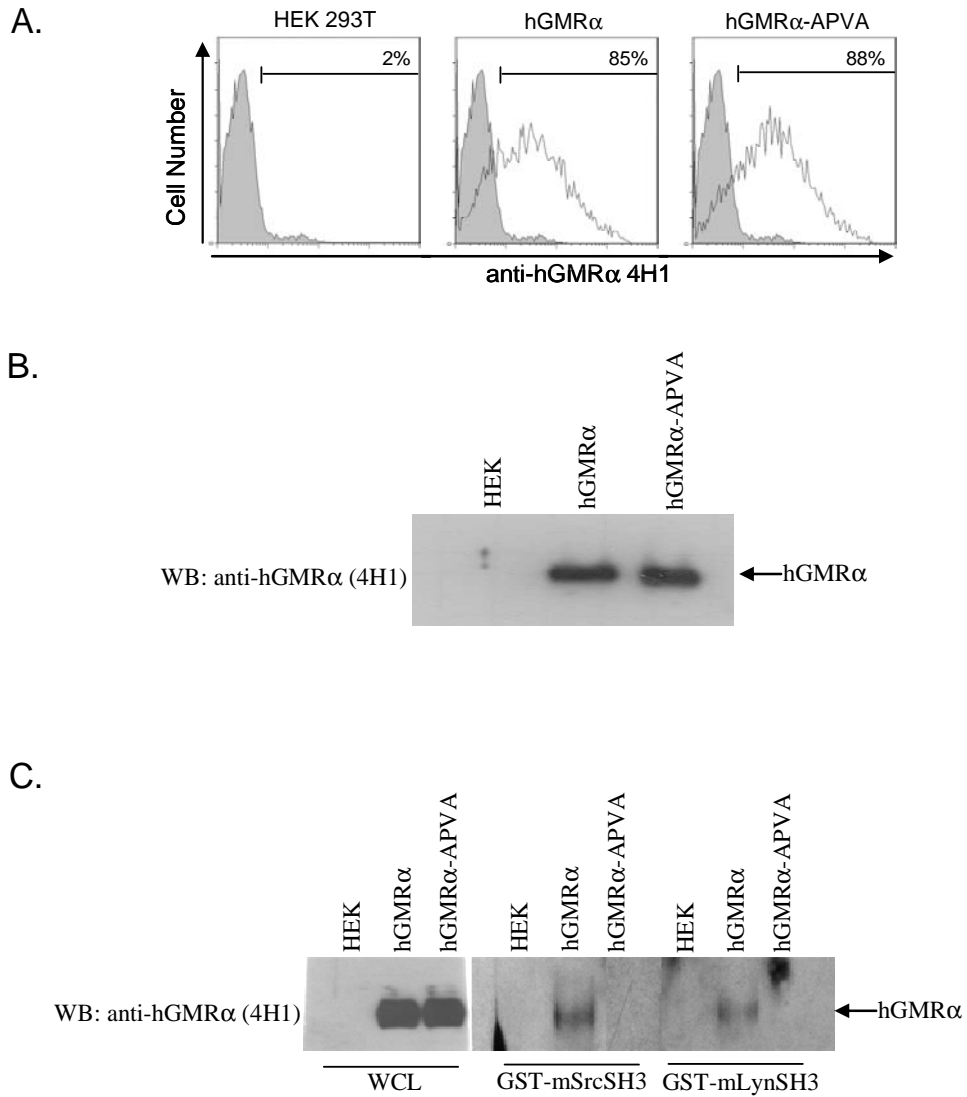 A.
HEK 293T
hGMRα
hGMRα-APVA
2%
85%
88%
Cell Number
anti-hGMRα 4H1
B.
HEK
hGMRα
hGMRα-APVA
WB: anti-hGMRα (4H1)
hGMRα
C.
HEK
hGMRα
hGMRα-APVA
HEK
hGMRα
hGMRα-APVA
HEK
hGMRα
hGMRα-APVA
WB: anti-hGMRα (4H1)
hGMRα
WCL
GST-mSrcSH3
GST-mLynSH3